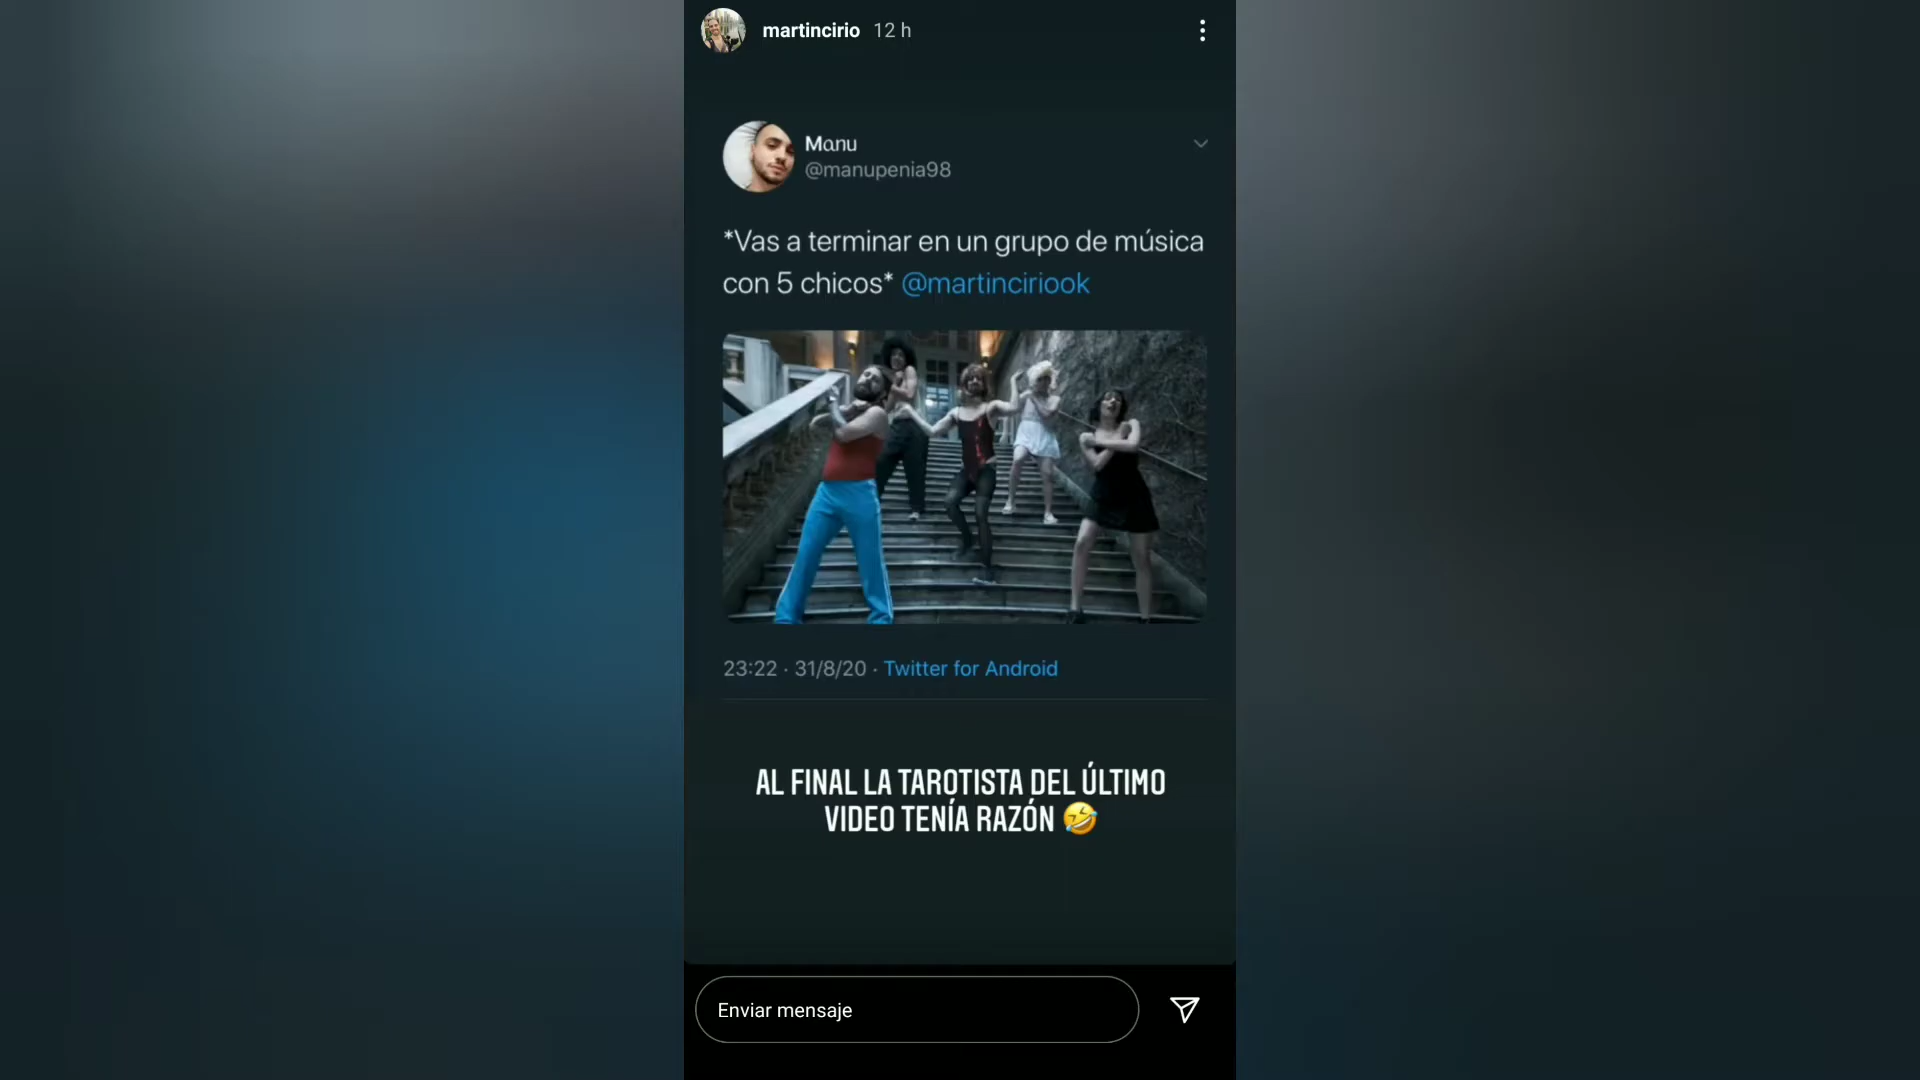 martincirio 12 h
Manu
@manupenia98
*Vas a terminar en un grupo de música
con 5 chicos* @martinciriook
23:22 · 31/8/20 · Twitter for Android
AL FINAL LA TAROTISTA DEL ÚLTIMO
VIDEO TENÍA RAZÓN 🤣
Enviar mensaje